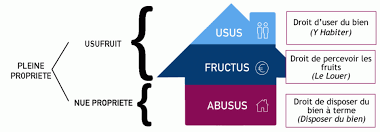 PLEINE
PROPRIETE
USUFRUIT
NUE PROPRIETE
USUS
Droit d'user du bien
(Y Habiter)
FRUCTUS
€
Droit de percevoir les
fruits
(Le Louer)
ABUSUS
Droit de disposer du
bien à terme
(Disposer du bien)